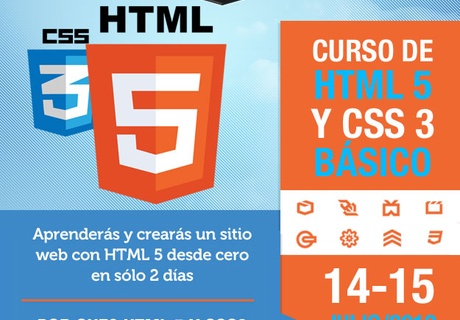 CSS
HTML
3
5
CURSO DE
HTML 5
Y CSS 3
BÁSICO
Aprenderás y crearás un sitio
web con HTML 5 desde cero
en sólo 2 días
14-15